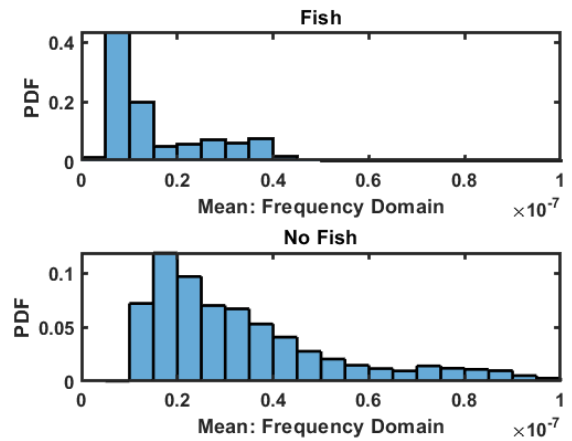 Fish
0.4
0.2
0
PDF
0 0.2 0.4 0.6 0.8 1
×10-7
Mean: Frequency Domain
No Fish
0.1
0.05
0
PDF
0 0.2 0.4 0.6 0.8 1
×10-7
Mean: Frequency Domain